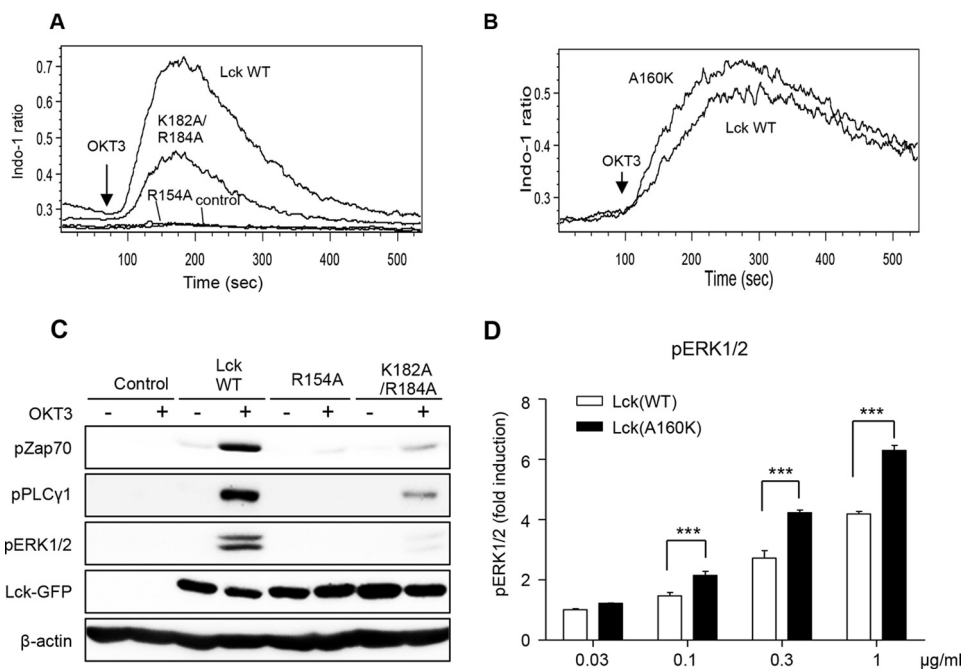 A
0.7
0.6
0.5
0.4
0.3
Indo-1 ratio
OKT3
Lck WT
K182A/
R184A
R154A control
100 200 300 400 500
Time (sec)
B
0.5
0.4
0.3
Indo-1 ratio
A160K
Lck WT
OKT3
100 200 300 400 500
Time (sec)
C
Control
Lck
WT
R154A
K182A
/R184A
OKT3 - + - + - + - +
pZap70
pPLCγ1
pERK1/2
Lck-GFP
β-actin
D
pERK1/2
Lck(WT)
Lck(A160K)
pERK1/2 (fold induction)
8
6
4
2
0
***
***
***
0.03 0.1 0.3 1 μg/ml